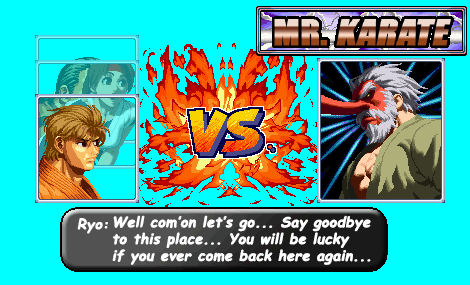 MR. KARATE
VS
Ryo: Well com'on let's go... Say goodbye
to this place... You will be lucky
if you ever come back here again...